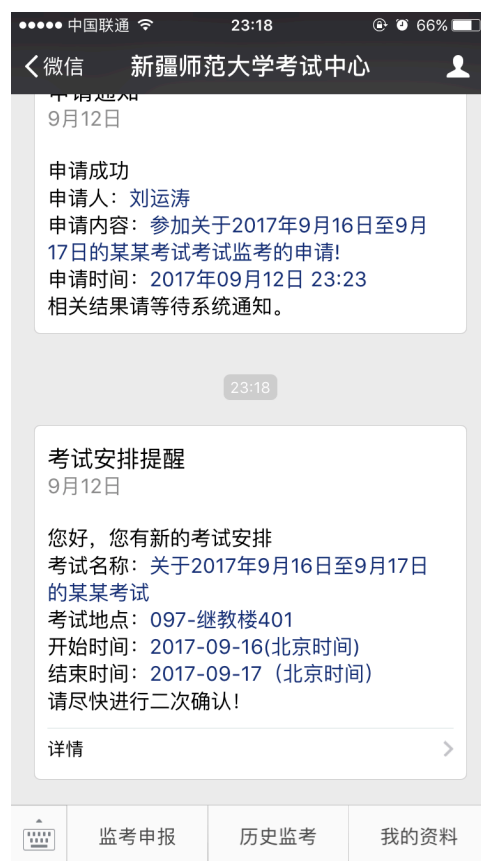 中国联通 23:18 66%
微信 新疆师范大学考试中心
申请通知
9月12日
申请成功
申请人：刘运涛
申请内容：参加关于2017年9月16日至9月
17日的某某考试考试监考的申请!
申请时间：2017年09月12日 23:23
相关结果请等待系统通知。
23:18
考试安排提醒
9月12日
您好，您有新的考试安排
考试名称：关于2017年9月16日至9月17日
的某某考试
考试地点：097-继教楼401
开始时间：2017-09-16(北京时间)
结束时间：2017-09-17（北京时间）
请尽快进行二次确认！
详情
监考申报 历史监考 我的资料